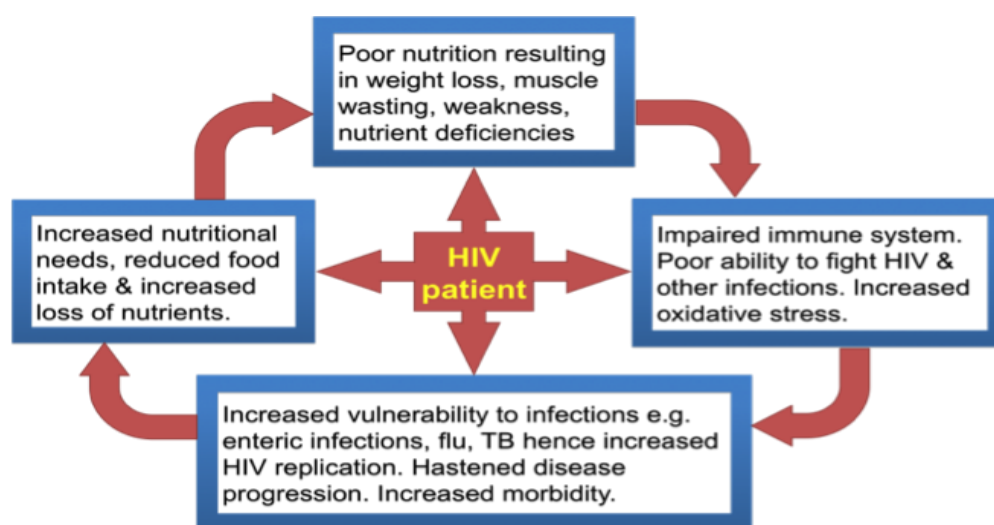 Poor nutrition resulting
in weight loss, muscle
wasting, weakness,
nutrient deficiencies
Increased nutritional
needs, reduced food
intake & increased
loss of nutrients.
HIV
patient
Impaired immune system.
Poor ability to fight HIV &
other infections. Increased
oxidative stress.
Increased vulnerability to infections e.g.
enteric infections, flu, TB hence increased
HIV replication. Hastened disease
progression. Increased morbidity.